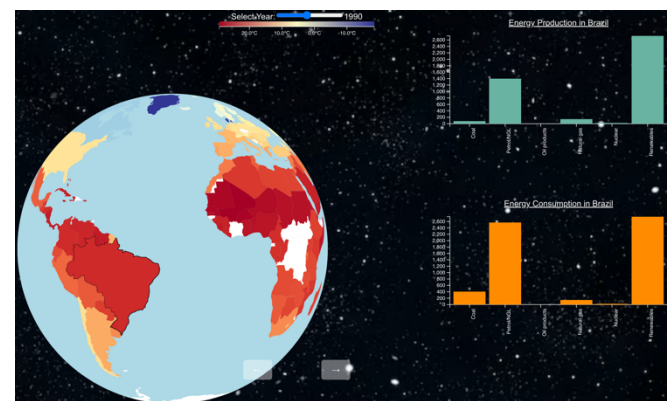 Select Year: 1990
20.0°C 10.0°C 0.0°C -10.0°C
Energy Production in Brazil
2,600
2,400
2,200
2,000
1,800
1,600
1,400
1,200
1,000
800
600
400
200
0
Coal
Petrol/NGL
Oil products
Natural gas
Nuclear
Renewables
Energy Consumption in Brazil
2,600
2,400
2,200
2,000
1,800
1,600
1,400
1,200
1,000
800
600
400
200
0
Coal
Petrol/NGL
Oil products
Natural gas
Nuclear
Renewables
←
→